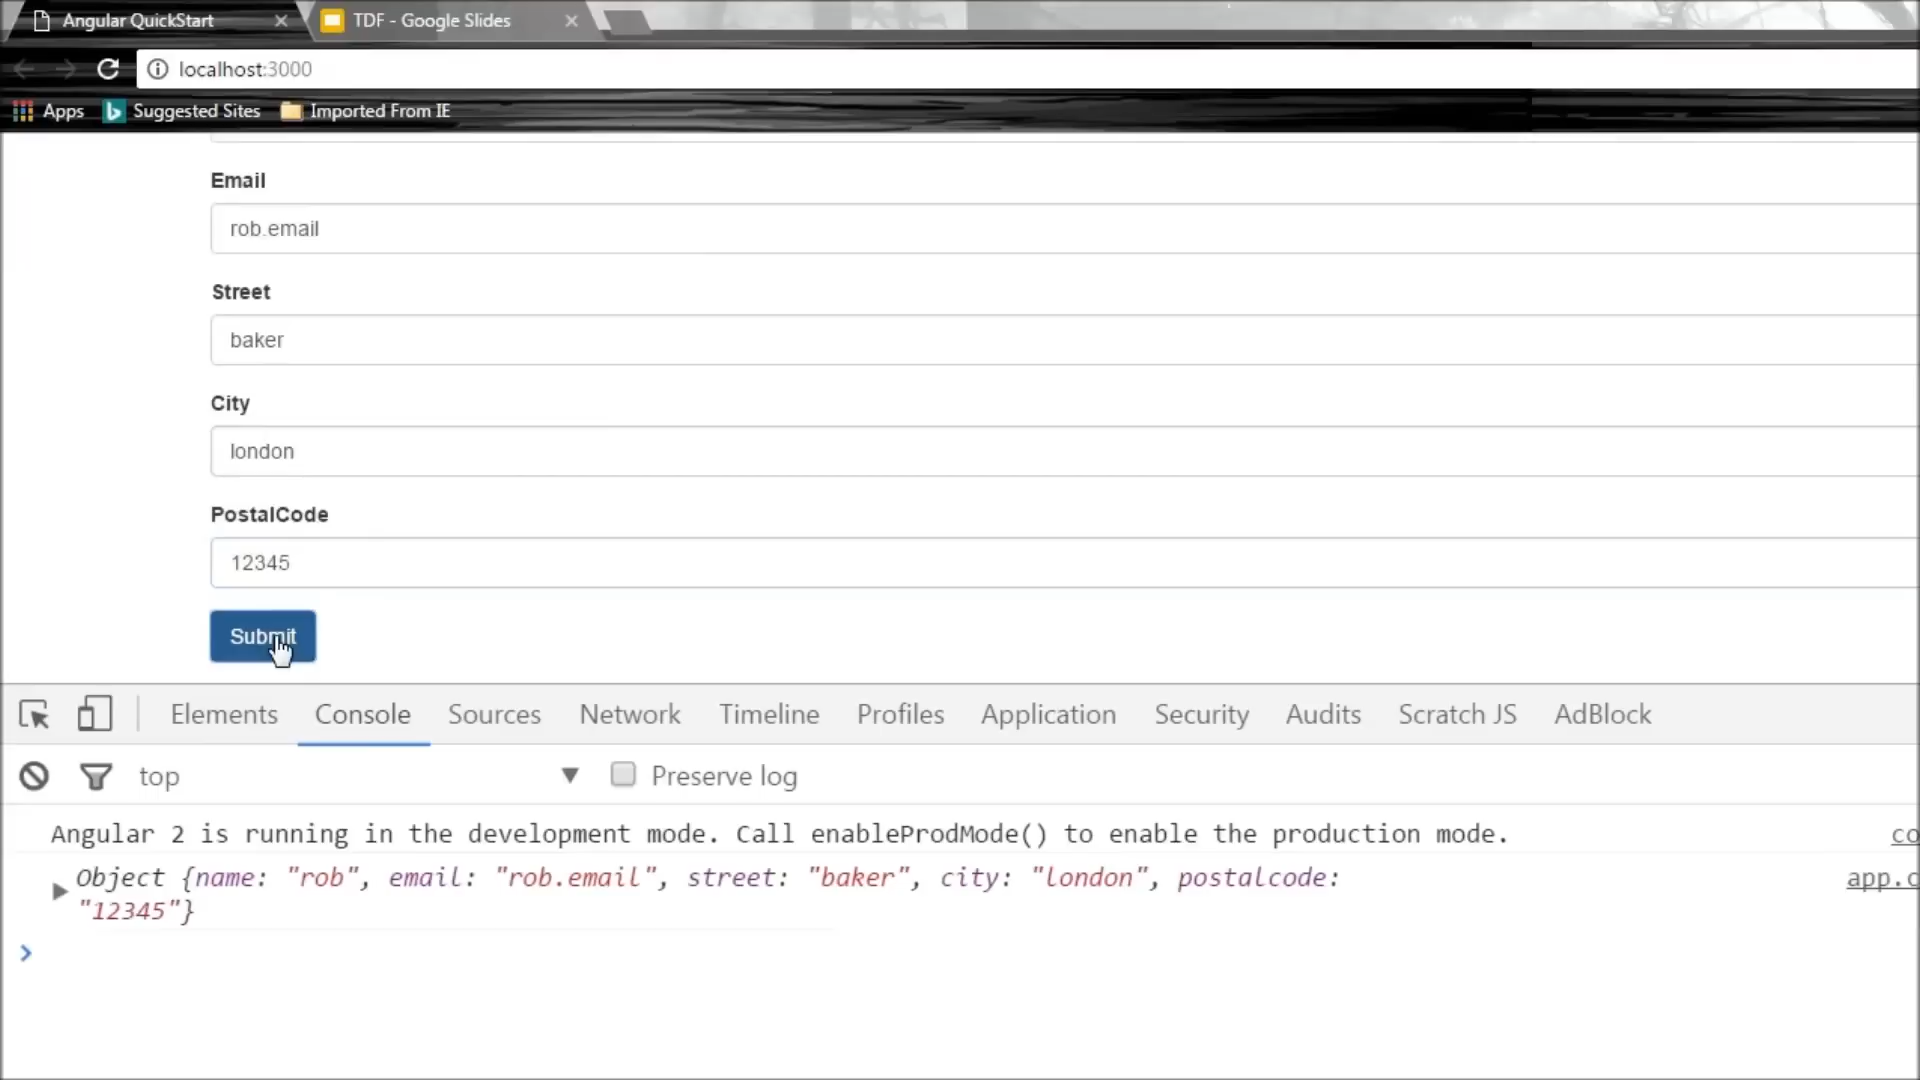 Angular QuickStart
TDF - Google Slides
localhost:3000
Apps
Suggested Sites
Imported From IE
Email
rob.email
Street
baker
City
london
PostalCode
12345
Submit
Elements Console Sources Network Timeline Profiles Application Security Audits Scratch JS AdBlock
top
Preserve log
Angular 2 is running in the development mode. Call enableProdMode() to enable the production mode.
co
Object {name: "rob", email: "rob.email", street: "baker", city: "london", postalcode:
app.c
"12345"}